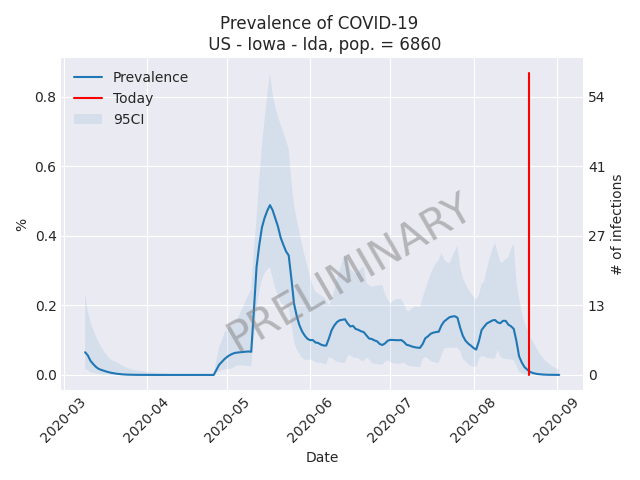 Prevalence of COVID-19
US - Iowa - Ida, pop. = 6860
Prevalence
Today
95CI
0.8
0.6
0.4
0.2
0.0
%
54
41
27
13
0
# of infections
PRELIMINARY
2020-03
2020-04
2020-05
2020-06
2020-07
2020-08
2020-09
Date